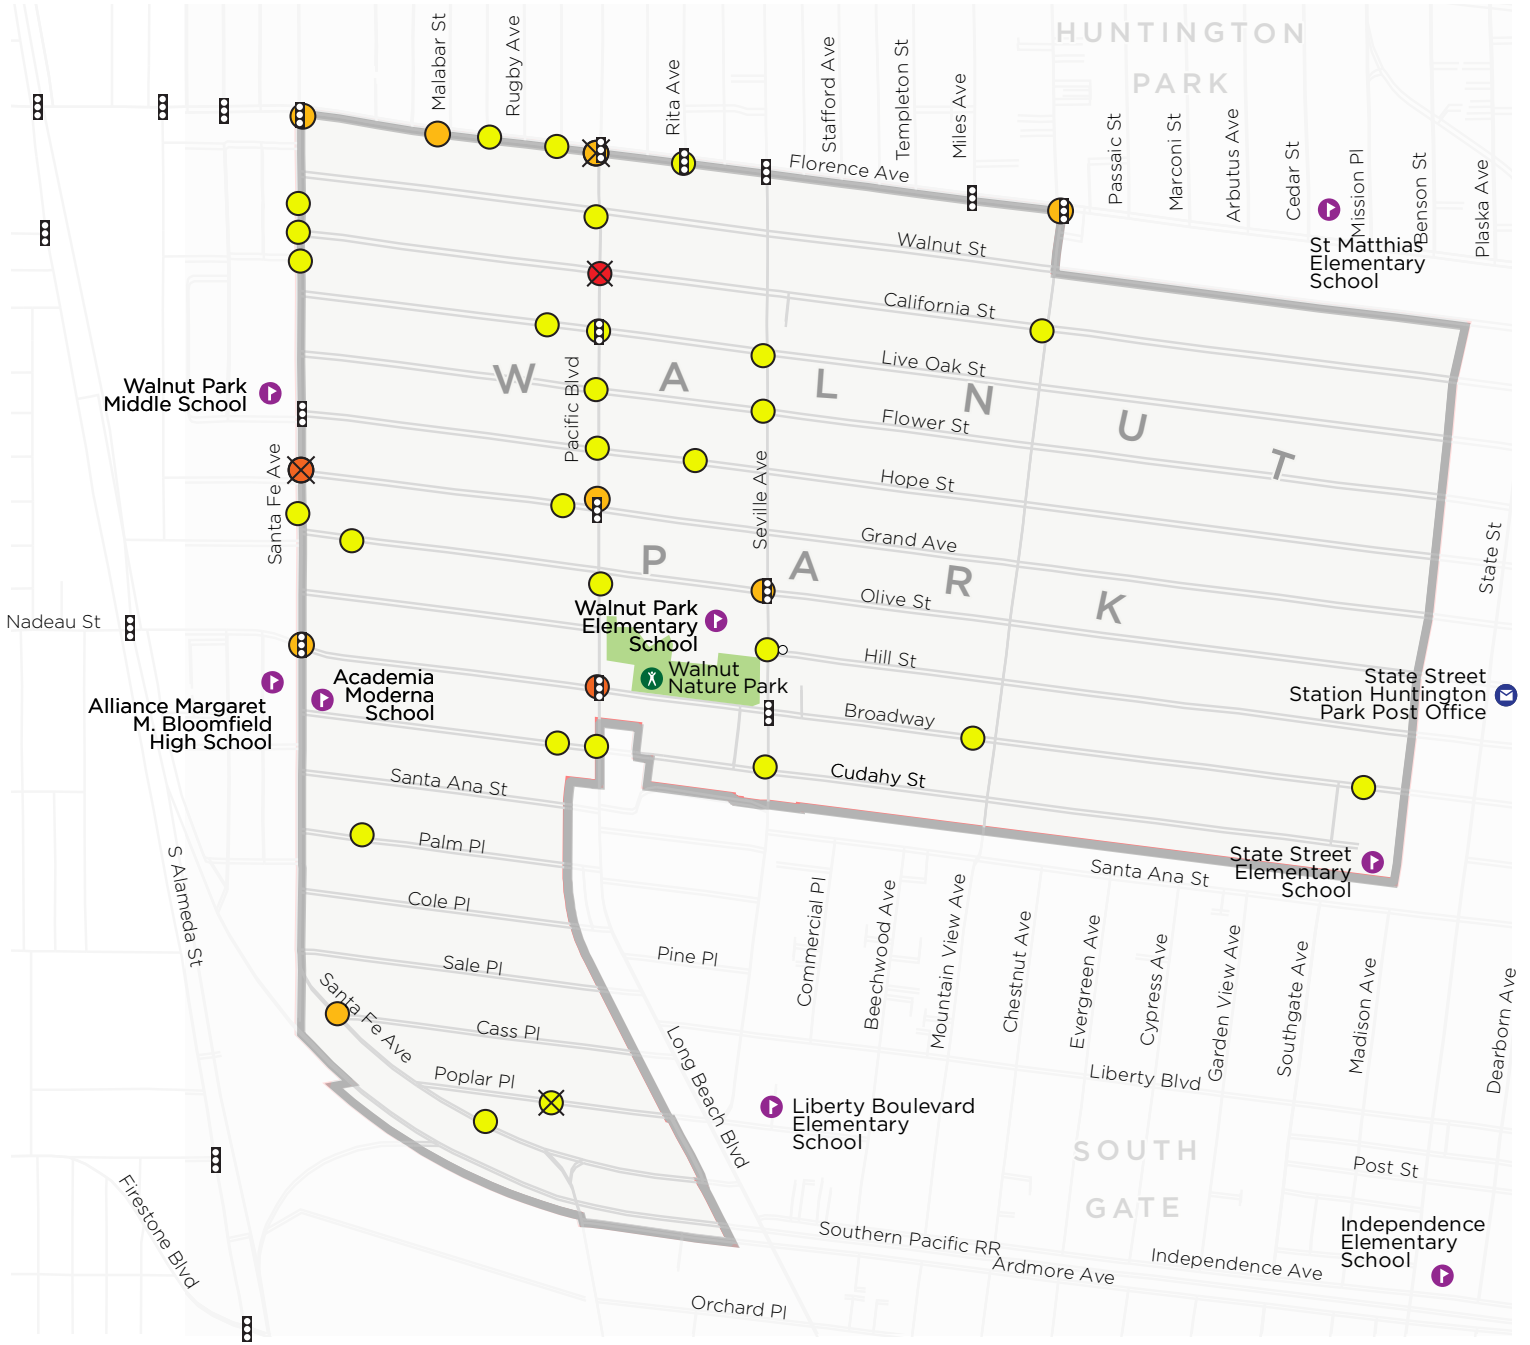 Malabar St
Rugby Ave
Rita Ave
Stafford Ave
Templeton St
Miles Ave
HUNTINGTON
PARK
Passaic St
Marconi St
Arbutus Ave
Cedar St
Mission Pl
Benson St
Plaska Ave
Florence Ave
St Matthias
Elementary
School
Walnut St
California St
Live Oak St
Flower St
Hope St
Grand Ave
Olive St
Hill St
Broadway
Cudahy St
WALNUT
PARK
Pacific Blvd
Seville Ave
Santa Fe Ave
State St
Walnut Park
Middle School
Nadeau St
Walnut Park
Elementary
School
Walnut
Nature Park
Academia
Moderna
School
Alliance Margaret
M. Bloomfield
High School
State Street
Station Huntington
Park Post Office
Santa Ana St
Palm Pl
Cole Pl
Sale Pl
Cass Pl
Poplar Pl
Santa Fe Ave
S Alameda St
Firestone Blvd
State Street
Elementary
School
Santa Ana St
Pine Pl
Commercial Pl
Beechwood Ave
Mountain View Ave
Chestnut Ave
Evergreen Ave
Cypress Ave
Garden View Ave
Southgate Ave
Madison Ave
Dearborn Ave
Long Beach Blvd
Liberty Blvd
Liberty Boulevard
Elementary
School
SOUTH
GATE
Post St
Southern Pacific RR
Ardmore Ave
Independence Ave
Independence
Elementary
School
Orchard Pl